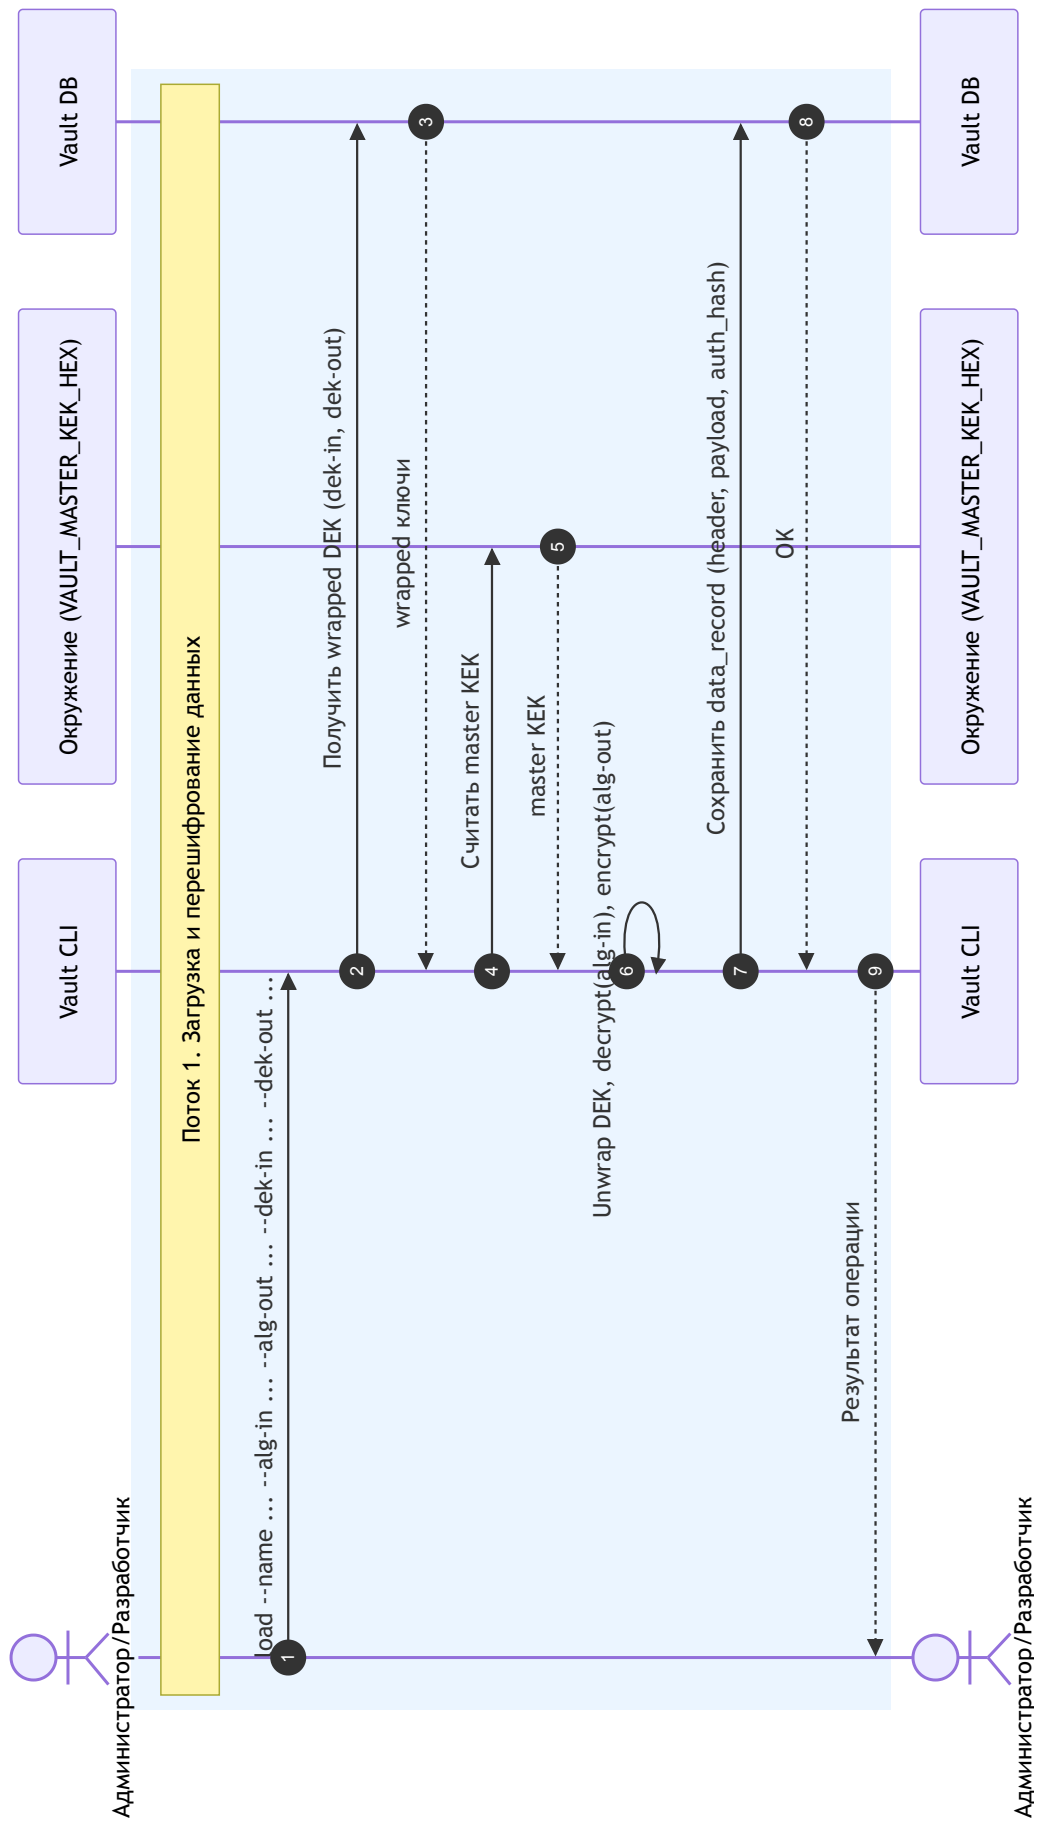 Администратор/Разработчик
Vault CLI
Окружение (VAULT_MASTER_KEK_HEX)
Vault DB
Поток 1. Загрузка и перешифрование данных
load --name ... --alg-in ... --alg-out ... --dek-in ... --dek-out ...
1
Получить wrapped DEK (dek-in, dek-out)
2
wrapped ключи
3
Считать master KEK
4
master KEK
5
Unwrap DEK, decrypt(alg-in), encrypt(alg-out)
6
Сохранить data_record (header, payload, auth_hash)
7
OK
8
Результат операции
9
Администратор/Разработчик
Vault CLI
Окружение (VAULT_MASTER_KEK_HEX)
Vault DB